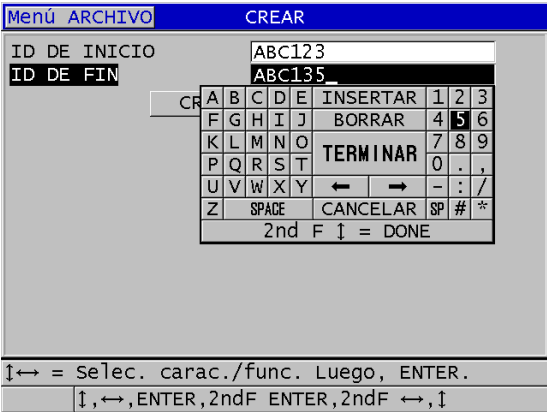 Menú ARCHIVO CREAR
ID DE INICIO ABC123
ID DE FIN ABC135_
CR
A B C D E INSERTAR 1 2 3
F G H I J BORRAR 4 5 6
K L M N O TERMINAR 7 8 9
P Q R S T 0 . ,
U V W X Y ← → - : /
Z SPACE CANCELAR SP # *
2nd F ↕ = DONE
↕↔ = Selec. carac./func. Luego, ENTER.
↕,↔,ENTER,2ndF ENTER,2ndF ↔,↕